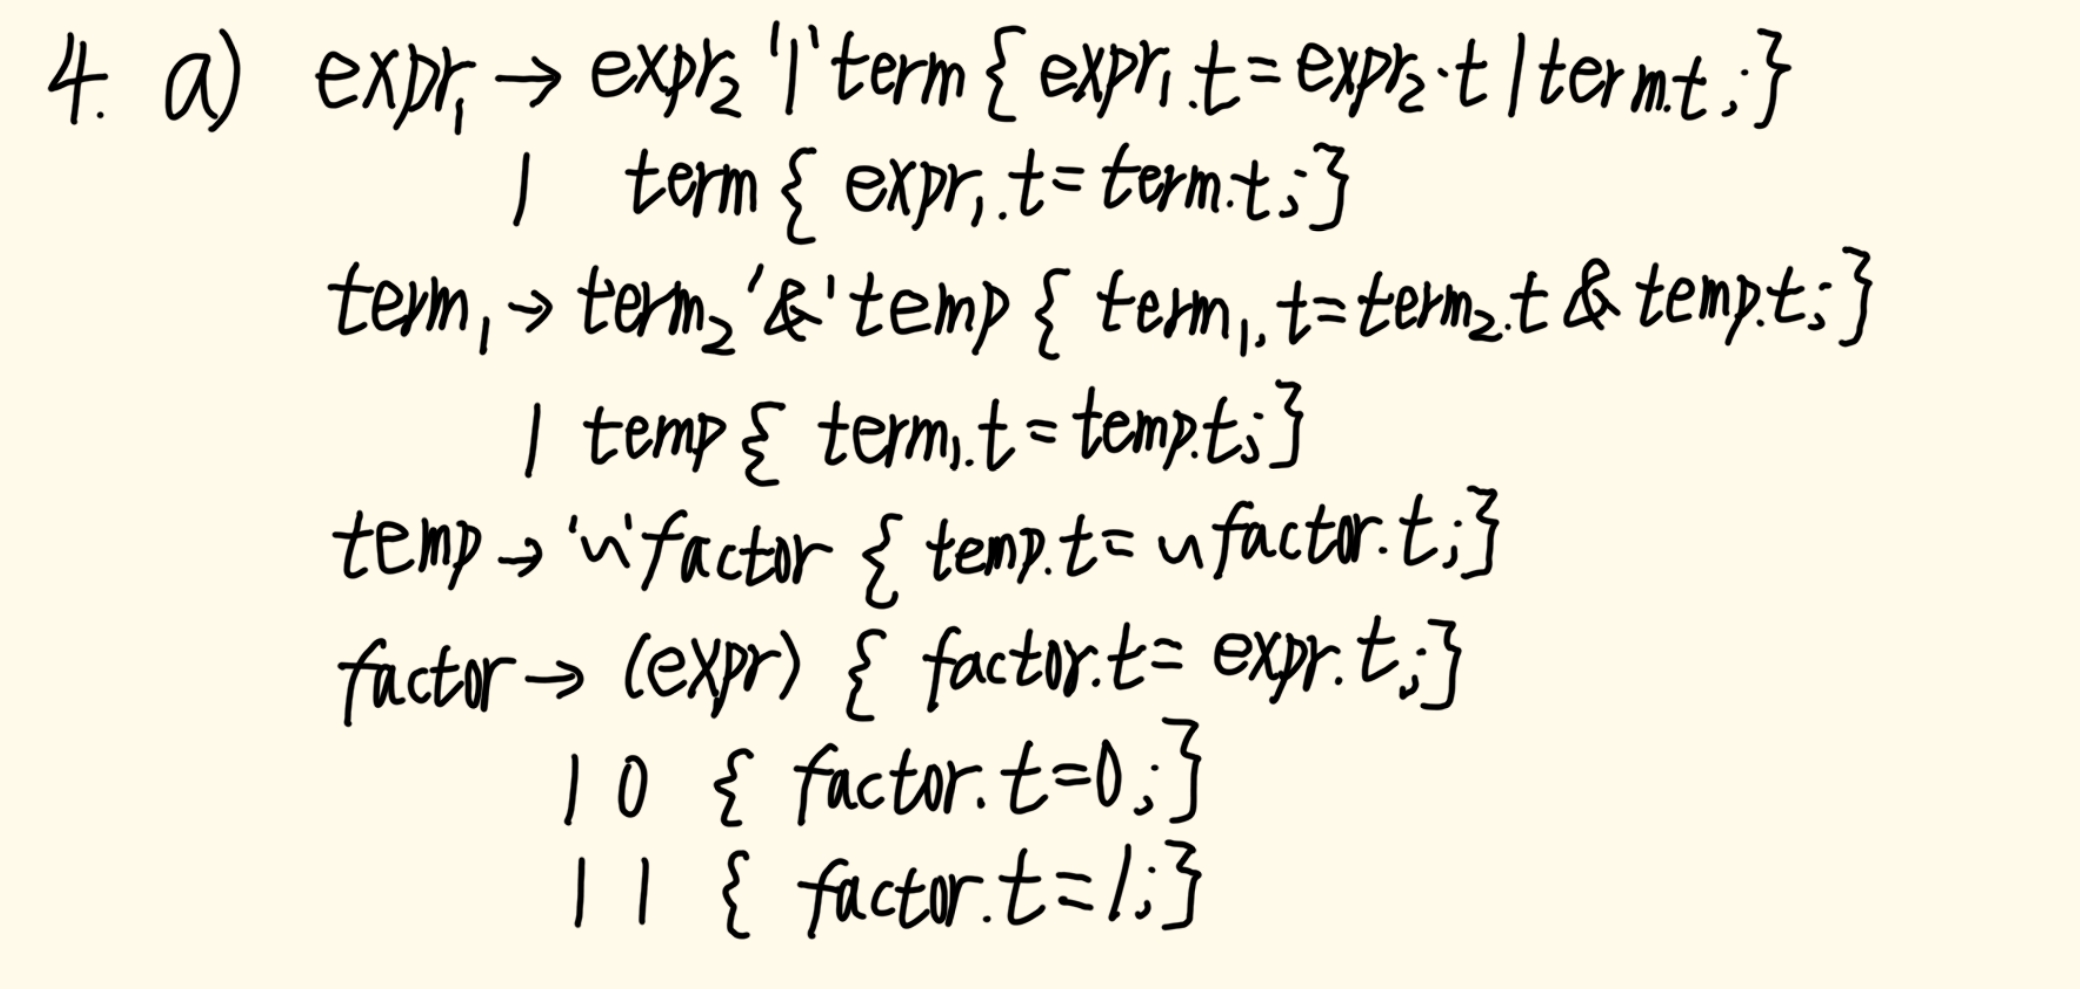 4. a) expr₁ → expr₂ '|' term { expr₁.t = expr₂.t | term.t ; }
| term { expr₁.t = term.t ; }
term₁ → term₂ '&' temp { term₁.t = term₂.t & temp.t ; }
| temp { term₁.t = temp.t ; }
temp → '~' factor { temp.t = ~ factor.t ; }
factor → (expr) { factor.t = expr.t ; }
| 0 { factor.t = 0 ; }
| 1 { factor.t = 1 ; }